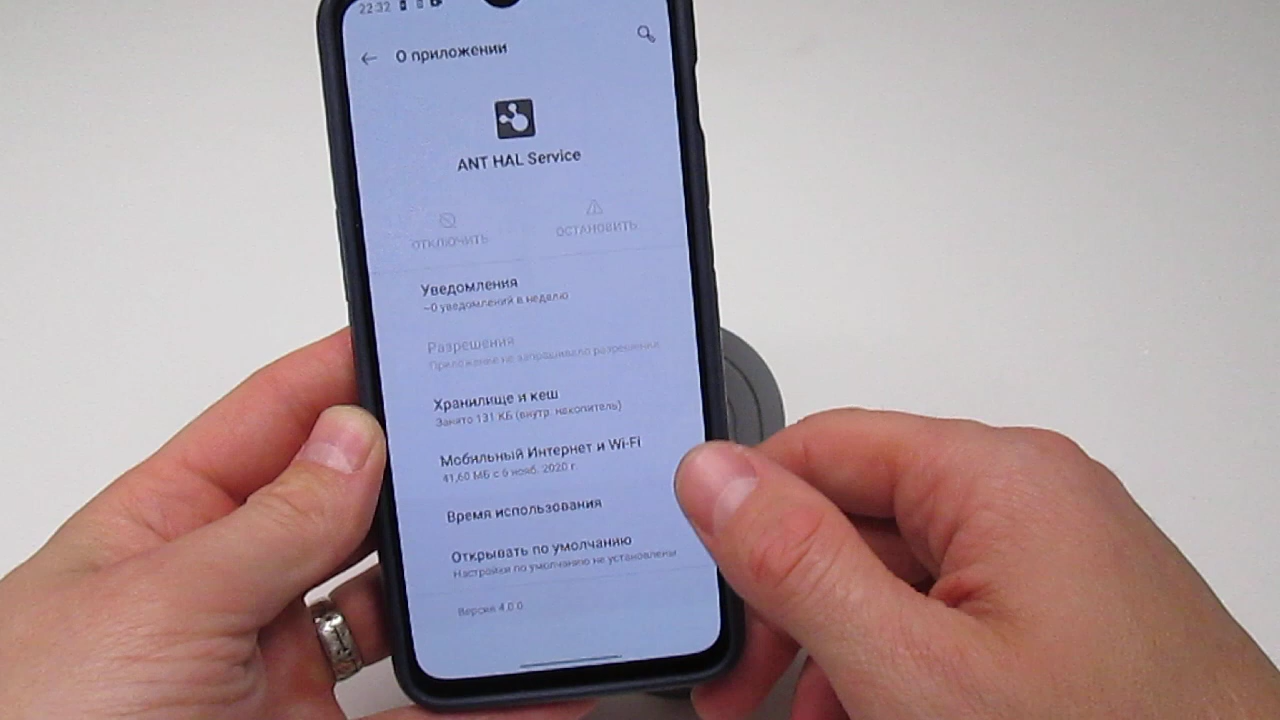 22:32
О приложении
ANT HAL Service
ОТКЛЮЧИТЬ
ОСТАНОВИТЬ
Уведомления
~0 уведомлений в неделю
Разрешения
Приложение не запрашивало разрешения
Хранилище и кеш
Занято 131 КБ (внутр. накопитель)
Мобильный Интернет и Wi-Fi
41,60 МБ с 6 нояб. 2020 г.
Время использования
Открывать по умолчанию
Настройки по умолчанию не установлены
Версия 4.0.0